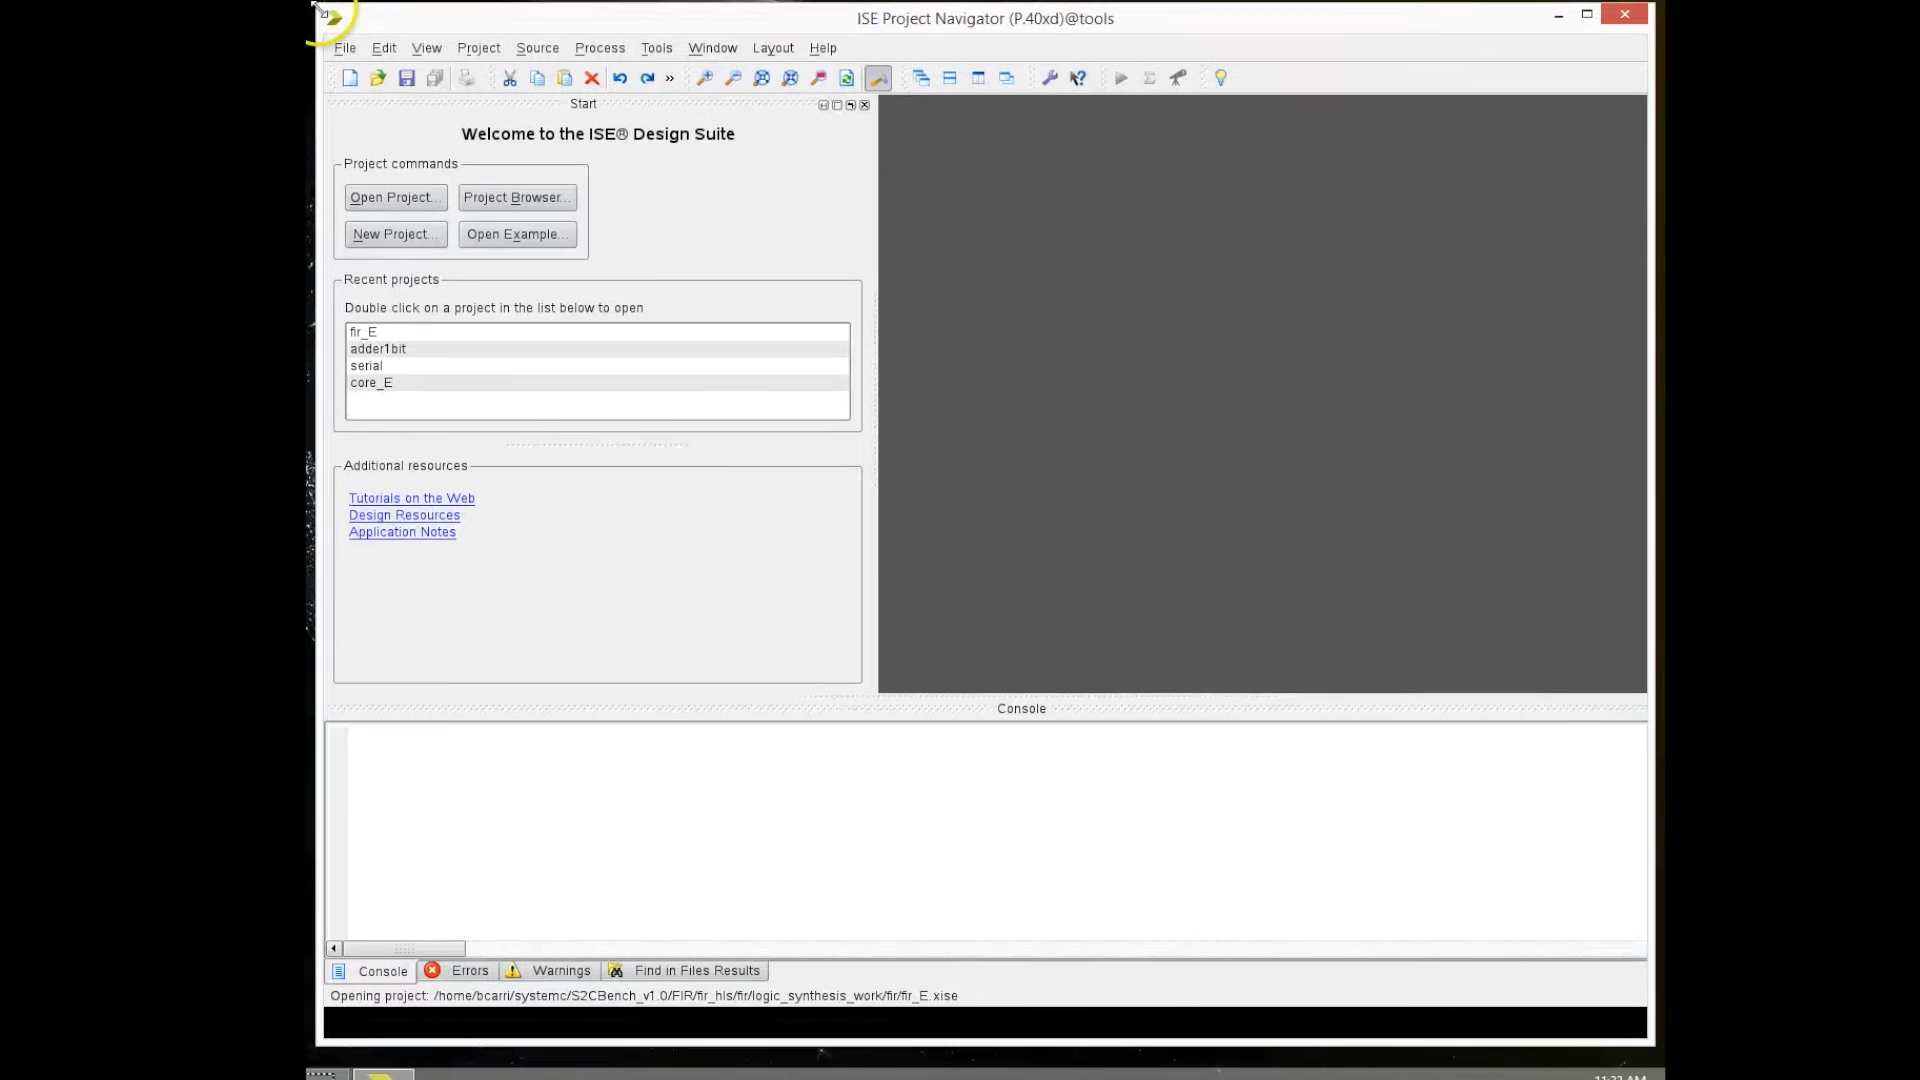 ISE Project Navigator (P.40xd)@tools
File Edit View Project Source Process Tools Window Layout Help
Start
Welcome to the ISE® Design Suite
Project commands
Open Project... Project Browser...
New Project... Open Example...
Recent projects
Double click on a project in the list below to open
fir_E
adder1bit
serial
core_E
Additional resources
Tutorials on the Web
Design Resources
Application Notes
Console
Console Errors Warnings Find in Files Results
Opening project: /home/bcarri/systemc/S2CBench_v1.0/FIR/fir_hls/fir/logic_synthesis_work/fir/fir_E.xise